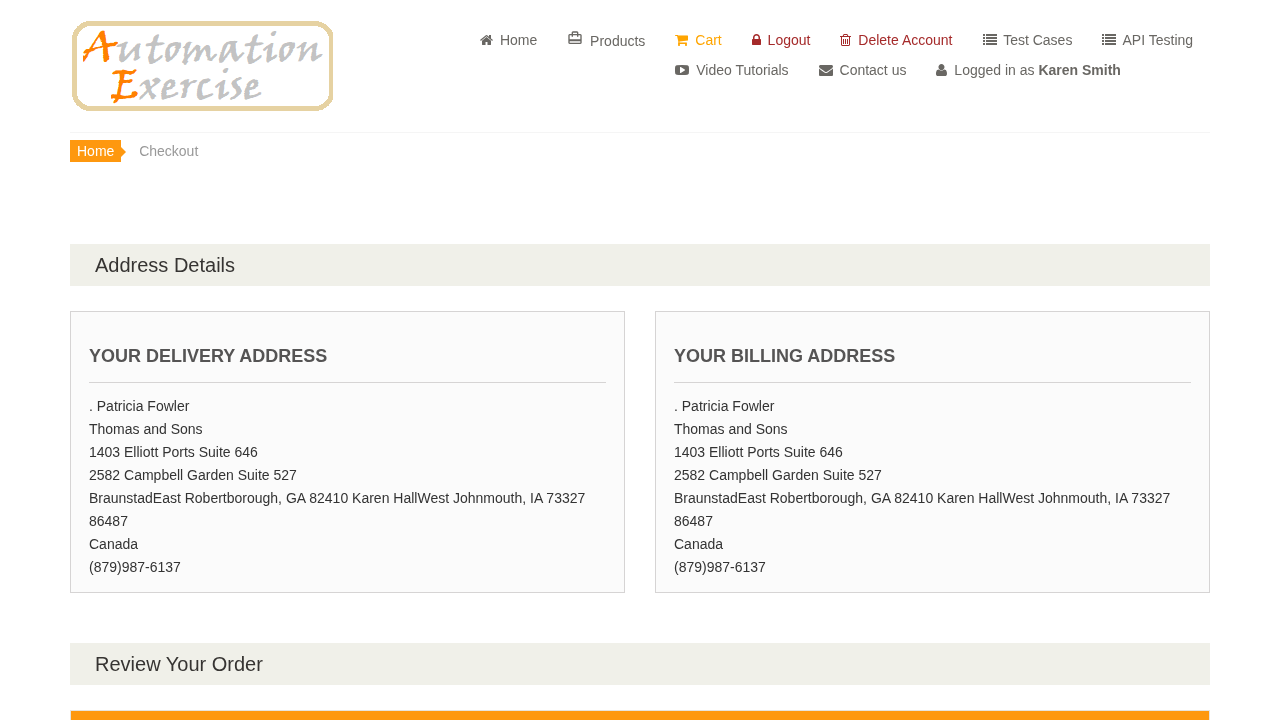 Automation
Exercise
Home
Products
Cart
Logout
Delete Account
Test Cases
API Testing
Video Tutorials
Contact us
Logged in as Karen Smith
Home
Checkout
Address Details
YOUR DELIVERY ADDRESS
. Patricia Fowler
Thomas and Sons
1403 Elliott Ports Suite 646
2582 Campbell Garden Suite 527
BraunstadEast Robertborough, GA 82410 Karen HallWest Johnmouth, IA 73327
86487
Canada
(879)987-6137
YOUR BILLING ADDRESS
. Patricia Fowler
Thomas and Sons
1403 Elliott Ports Suite 646
2582 Campbell Garden Suite 527
BraunstadEast Robertborough, GA 82410 Karen HallWest Johnmouth, IA 73327
86487
Canada
(879)987-6137
Review Your Order